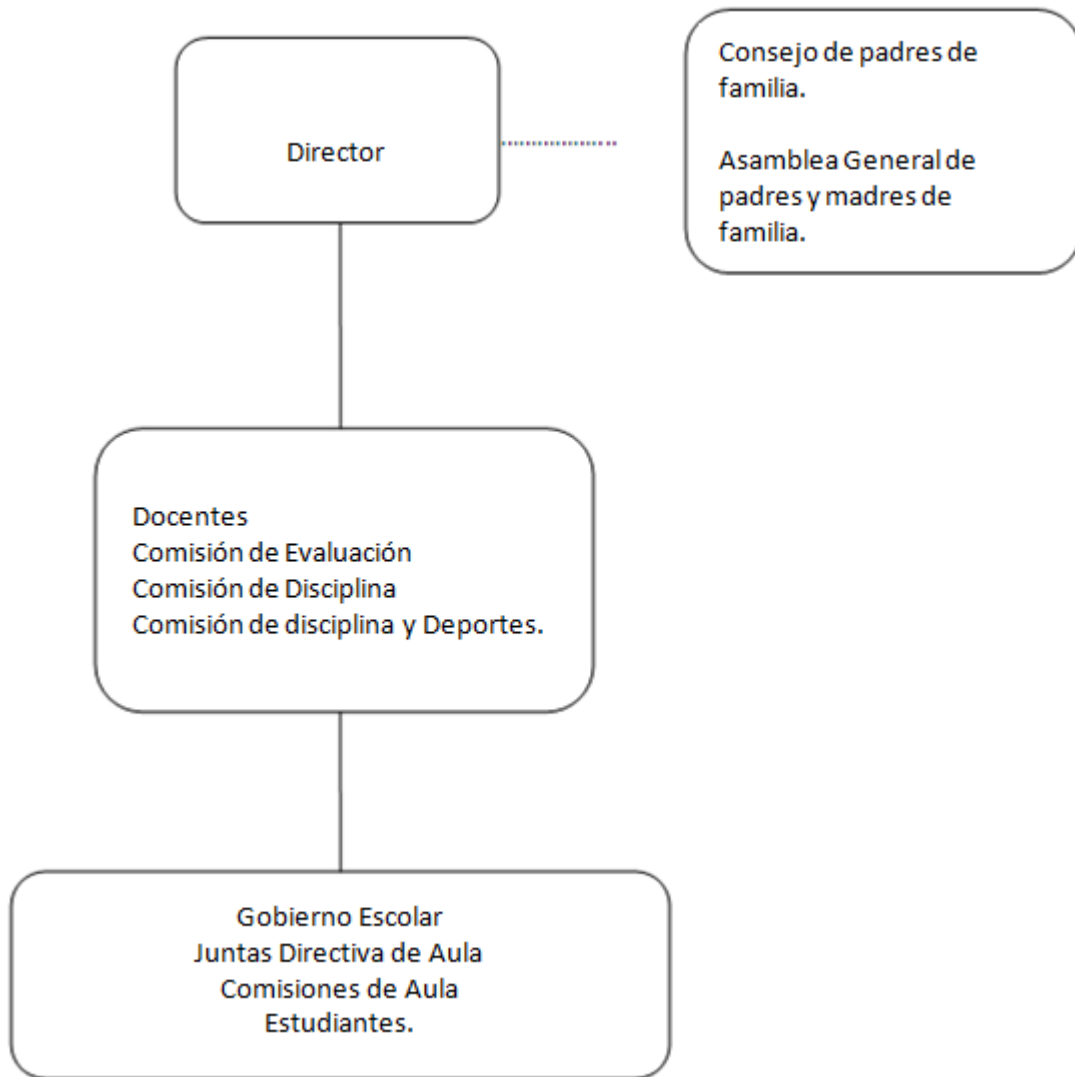 Director
Consejo de padres de
familia.
Asamblea General de
padres y madres de
familia.
Docentes
Comisión de Evaluación
Comisión de Disciplina
Comisión de disciplina y Deportes.
Gobierno Escolar
Juntas Directiva de Aula
Comisiones de Aula
Estudiantes.